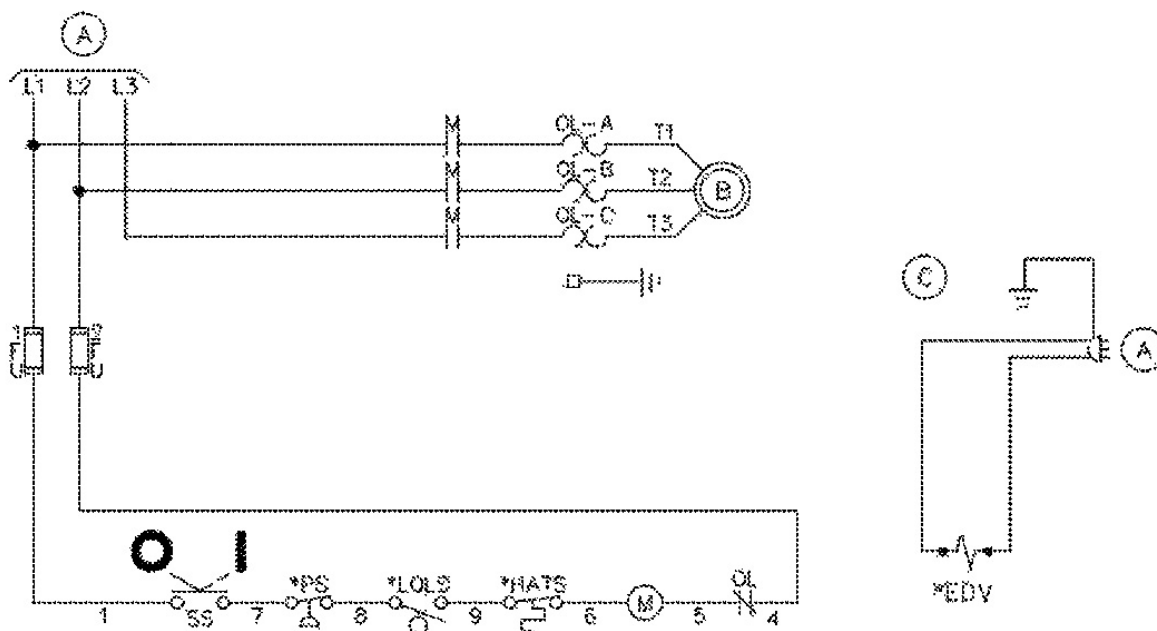 A
L1 L2 L3
M OL-A T1
M OL-B T2
B
M OL-C T3
C
A
O I
*PS *LOLS *HATS OL
1 SS 7 8 9 6 M 5 4
*EDV